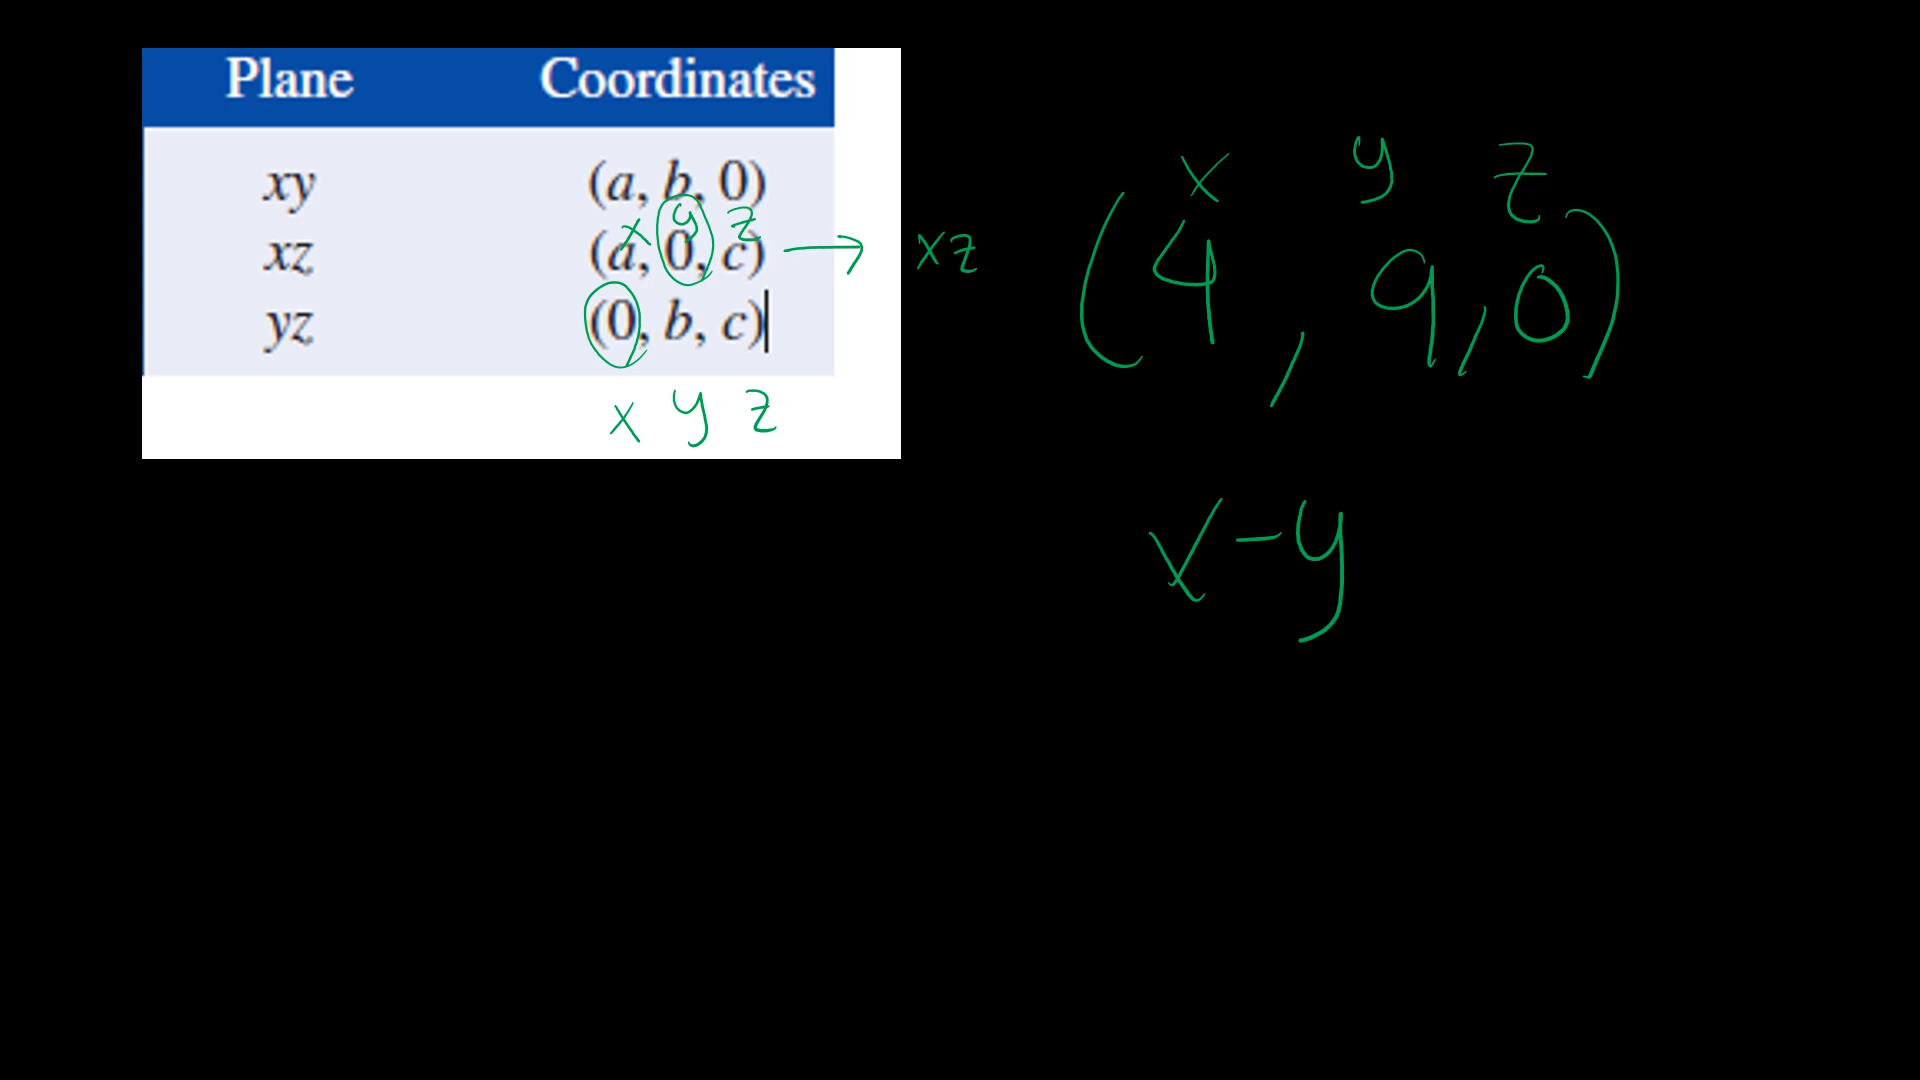 Plane Coordinates
xy (a, b, 0)
x y z
xz (a, 0, c) → xz
yz (0, b, c)
x y z
x y z
(4, 9, 0)
x-y